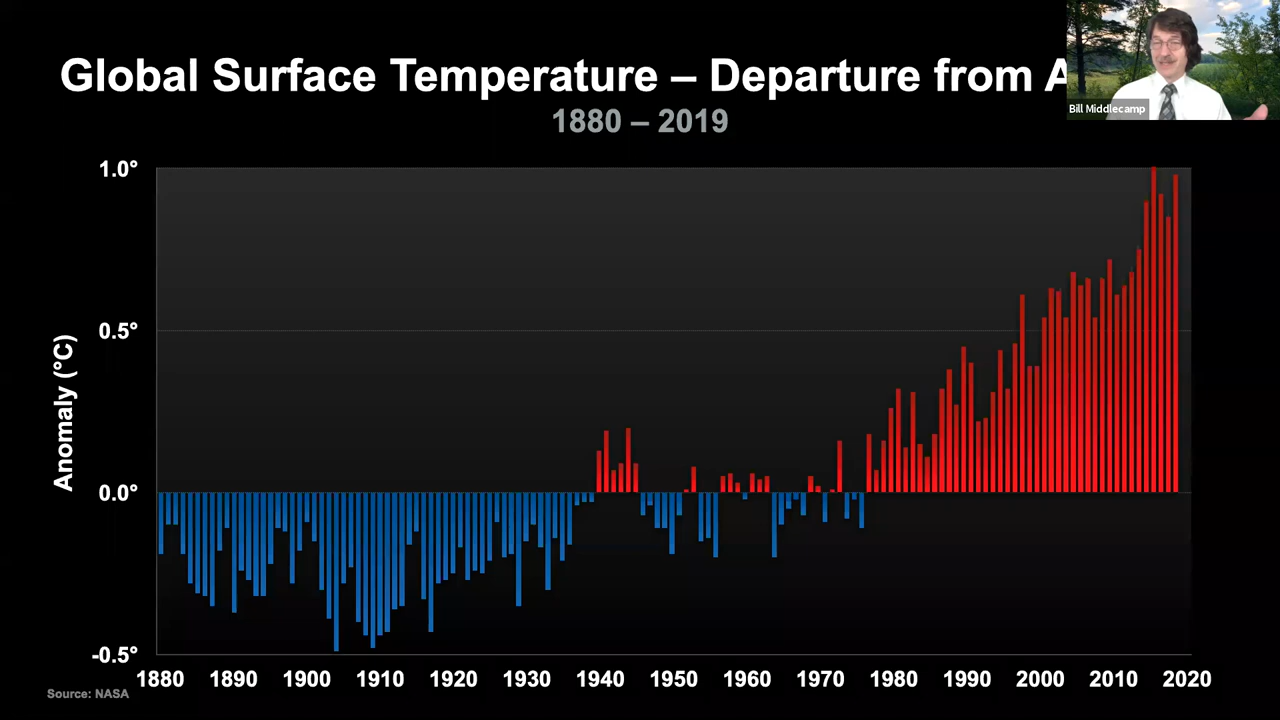 Global Surface Temperature – Departure from A
1880 – 2019
Bill Middlecamp
1.0°
0.5°
0.0°
-0.5°
Anomaly (°C)
1880 1890 1900 1910 1920 1930 1940 1950 1960 1970 1980 1990 2000 2010 2020
Source: NASA